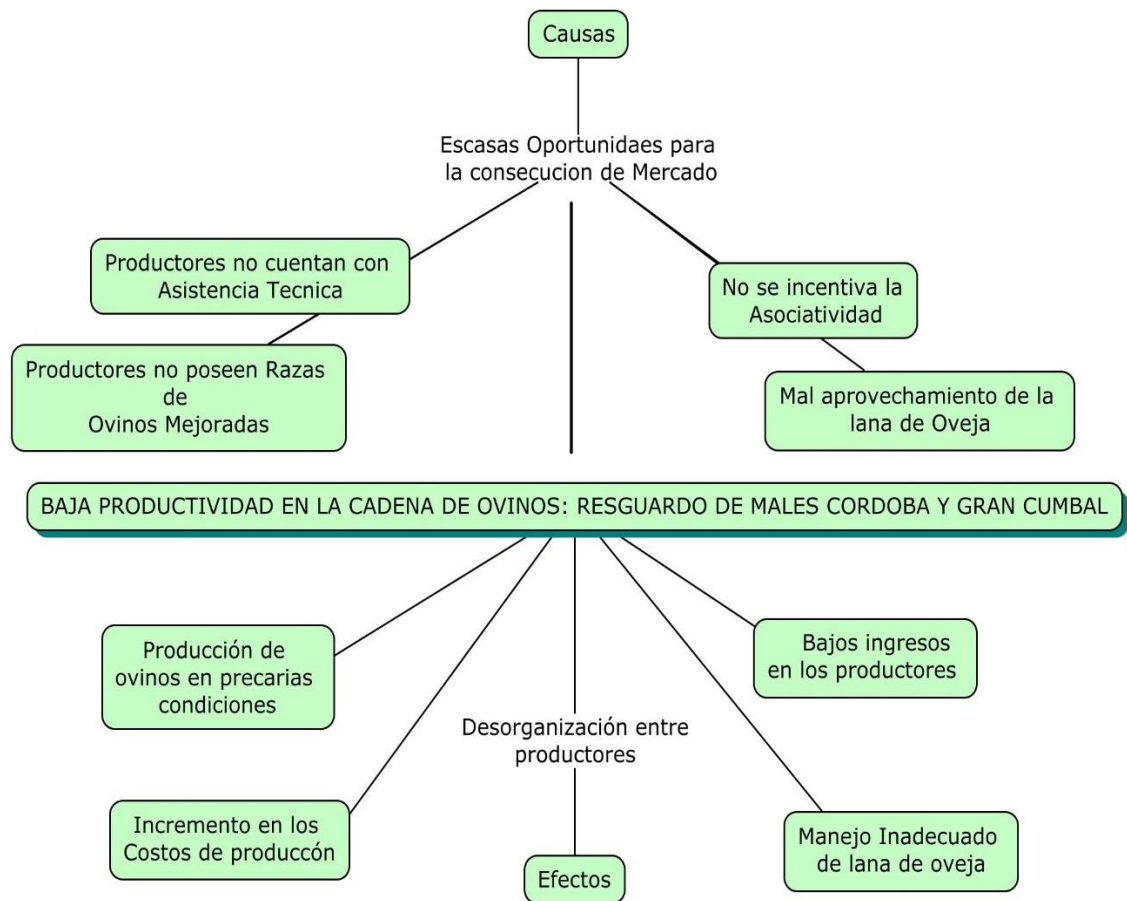 Causas
Escasas Oportunidaes para
la consecucion de Mercado
Productores no cuentan con
Asistencia Tecnica
No se incentiva la
Asociatividad
Productores no poseen Razas
de
Ovinos Mejoradas
Mal aprovechamiento de la
lana de Oveja
BAJA PRODUCTIVIDAD EN LA CADENA DE OVINOS: RESGUARDO DE MALES CORDOBA Y GRAN CUMBAL
Producción de
ovinos en precarias
condiciones
Bajos ingresos
en los productores
Desorganización entre
productores
Incremento en los
Costos de produccón
Manejo Inadecuado
de lana de oveja
Efectos